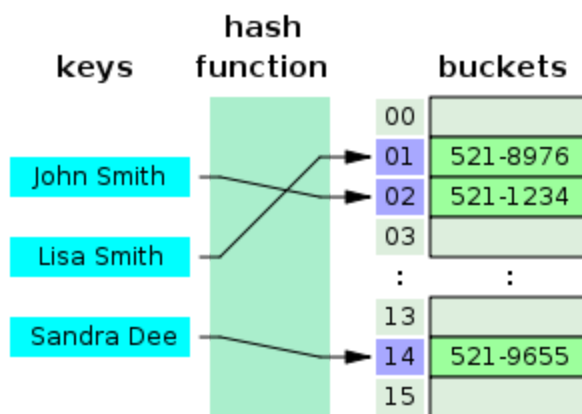 hash
keys function buckets
00
01 521-8976
John Smith 02 521-1234
03
Lisa Smith
: :
13
Sandra Dee 14 521-9655
15